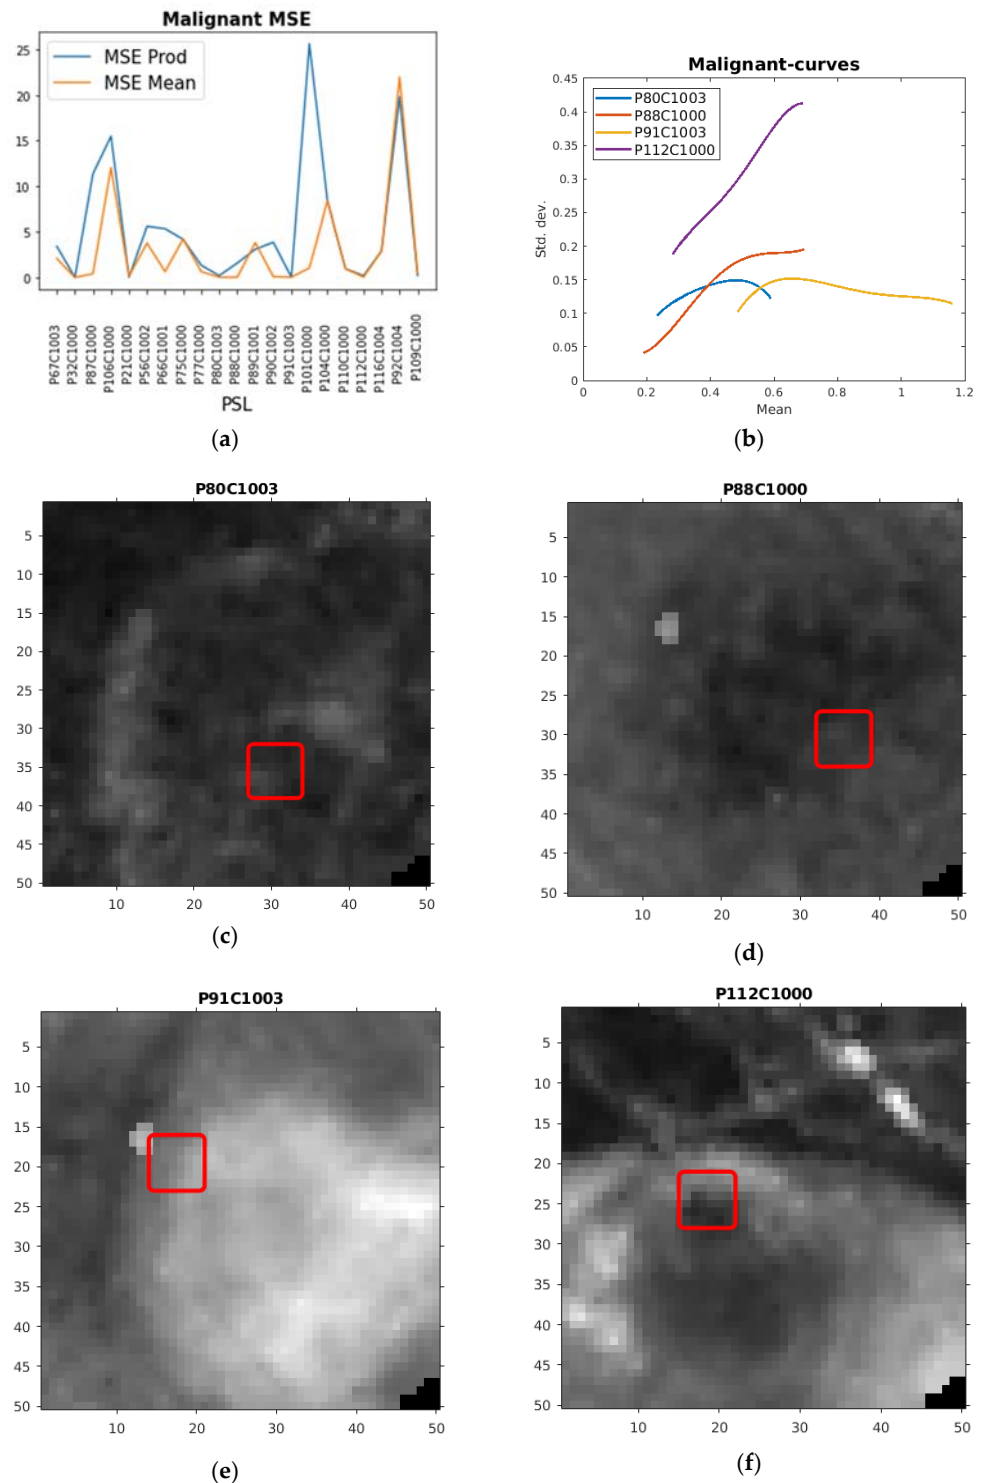 Malignant MSE
MSE Prod
MSE Mean
25
20
15
10
5
0
P67C1003
P32C1000
P87C1000
P106C1000
P21C1000
P56C1002
P66C1001
P75C1000
P77C1000
P80C1003
P88C1000
P89C1001
P90C1002
P91C1003
P101C1000
P104C1000
P110C1000
P112C1000
P116C1004
P92C1004
P109C1000
PSL
(a)
Malignant-curves
P80C1003
P88C1000
P91C1003
P112C1000
0.45
0.4
0.35
0.3
0.25
0.2
0.15
0.1
0.05
0
Std. dev.
0 0.2 0.4 0.6 0.8 1 1.2
Mean
(b)
P80C1003
5
10
15
20
25
30
35
40
45
50
10 20 30 40 50
(c)
P88C1000
5
10
15
20
25
30
35
40
45
50
10 20 30 40 50
(d)
P91C1003
5
10
15
20
25
30
35
40
45
50
10 20 30 40 50
(e)
P112C1000
5
10
15
20
25
30
35
40
45
50
10 20 30 40 50
(f)